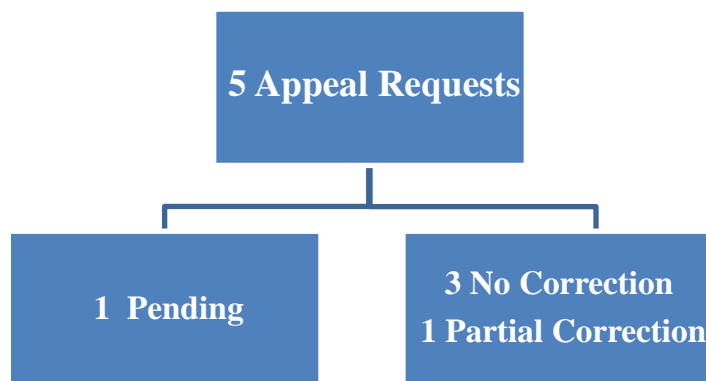 5 Appeal Requests
1 Pending
3 No Correction
1 Partial Correction